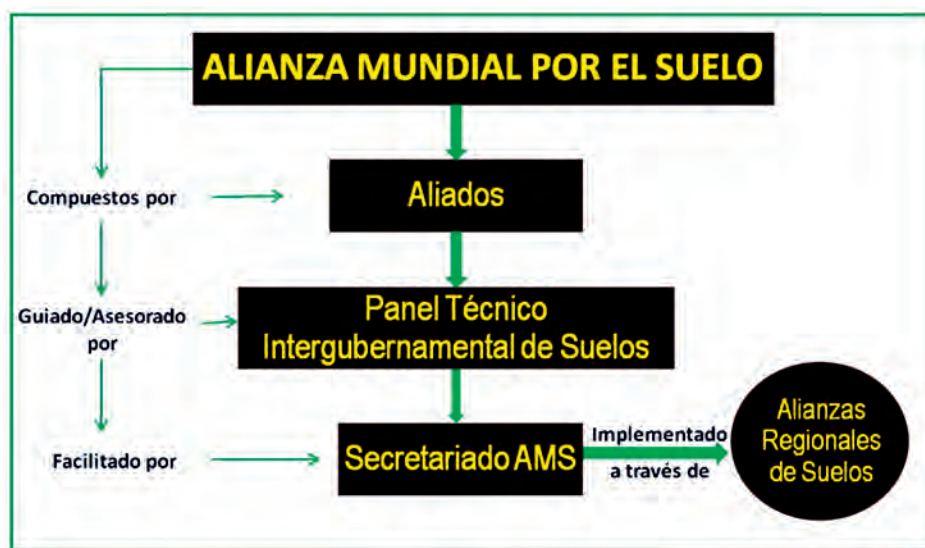 ALIANZA MUNDIAL POR EL SUELO
Compuestos por
Aliados
Guiado/Asesorado
por
Panel Técnico
Intergubernamental de Suelos
Facilitado por
Secretariado AMS
Implementado
a través de
Alianzas
Regionales
de Suelos